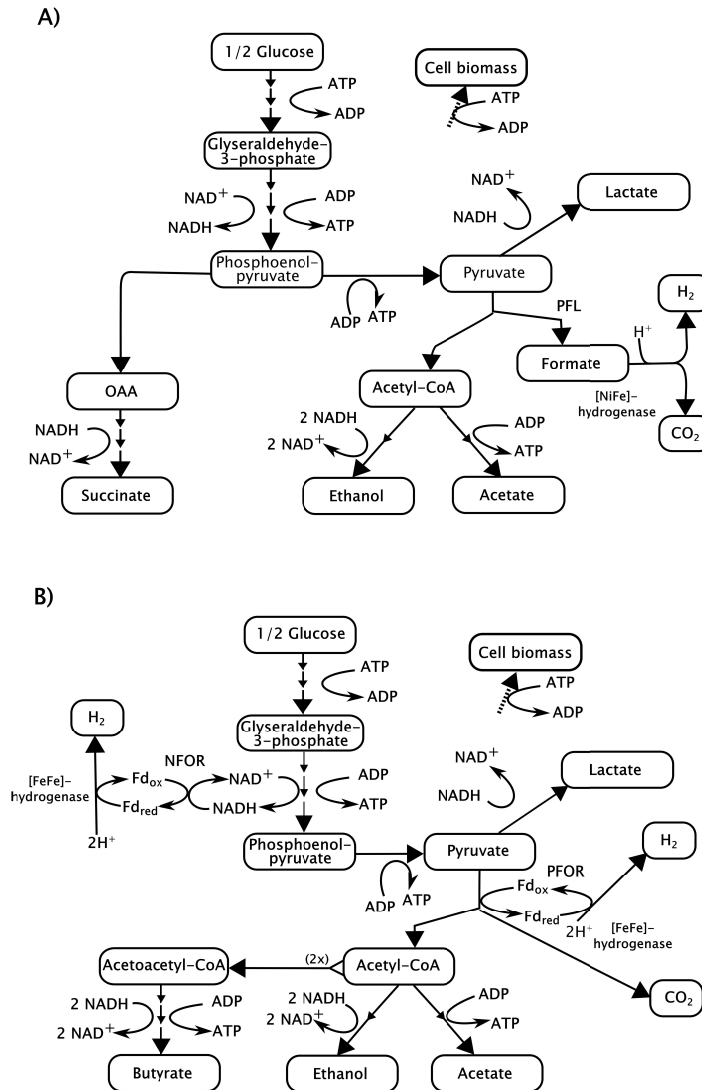 A)
1/2 Glucose
ATP
ADP
Cell biomass
ATP
ADP
Glyseraldehyde-
3-phosphate
NAD+
NADH
ADP
ATP
NAD+
NADH
Lactate
Phosphoenol-
pyruvate
Pyruvate
ADP
ATP
PFL
H2
H+
Formate
[NiFe]-
hydrogenase
CO2
OAA
NADH
NAD+
Succinate
Acetyl-CoA
2 NADH
2 NAD+
ADP
ATP
Ethanol
Acetate
B)
1/2 Glucose
ATP
ADP
Cell biomass
ATP
ADP
H2
Glyseraldehyde-
3-phosphate
[FeFe]-
hydrogenase
NFOR
Fdox
Fdred
2H+
NAD+
NADH
ADP
ATP
NAD+
NADH
Lactate
Phosphoenol-
pyruvate
Pyruvate
ADP
ATP
H2
PFOR
Fdox
Fdred
2H+
[FeFe]-
hydrogenase
CO2
Acetoacetyl-CoA
(2x)
Acetyl-CoA
2 NADH
2 NAD+
ADP
ATP
2 NADH
2 NAD+
ADP
ATP
Butyrate
Ethanol
Acetate